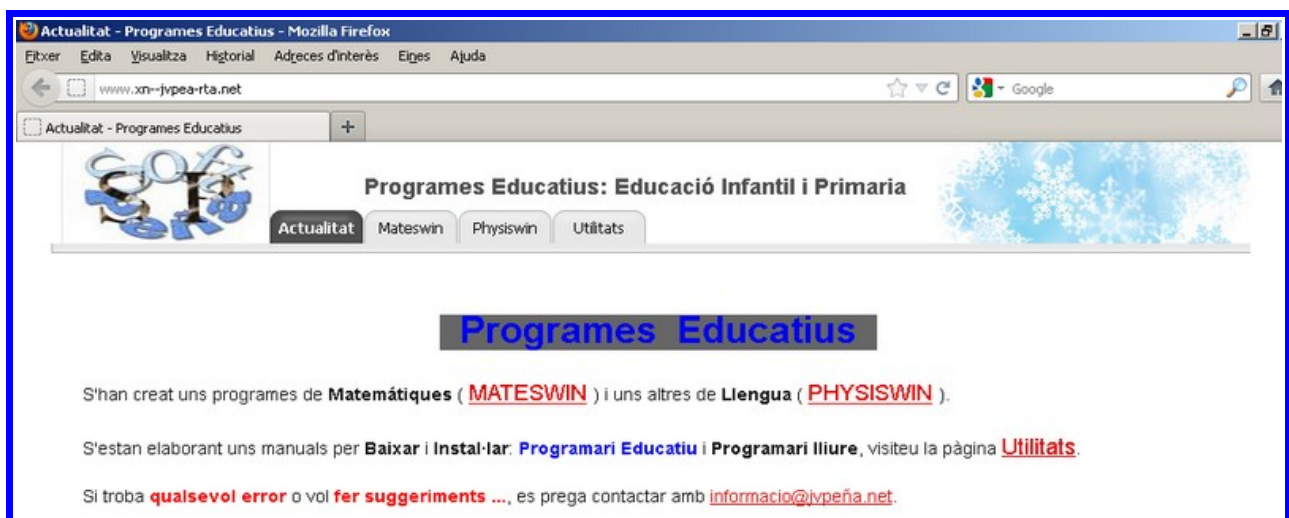 Actualitat - Programes Educatius - Mozilla Firefox
Fitxer Edita Visualitza Historial Adreces d'interès Eines Ajuda
www.xn--jvpea-rta.net Google
Actualitat - Programes Educatius +
Programes Educatius: Educació Infantil i Primaria
Actualitat Mateswin Physiswin Utilitats
Programes Educatius
S'han creat uns programes de Matemátiques ( MATESWIN ) i uns altres de Llengua ( PHYSISWIN ).
S'estan elaborant uns manuals per Baixar i Instal·lar: Programari Educatiu i Programari lliure, visiteu la pàgina Utilitats.
Si troba qualsevol error o vol fer suggeriments ..., es prega contactar amb informacio@jvpeña.net.